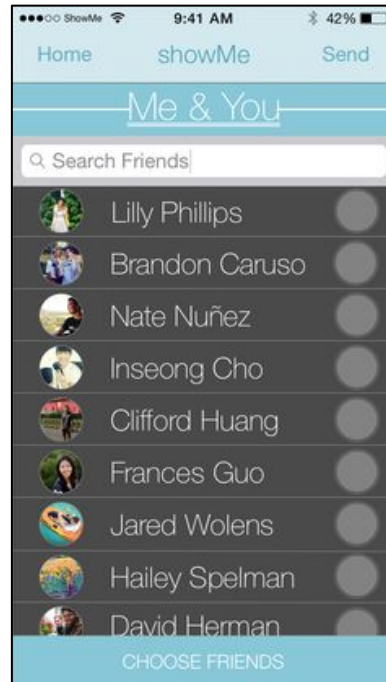 ShowMe 9:41 AM 42%
Home showMe Send
Me & You
Search Friends
Lilly Phillips
Brandon Caruso
Nate Nuñez
Inseong Cho
Clifford Huang
Frances Guo
Jared Wolens
Hailey Spelman
David Herman
CHOOSE FRIENDS